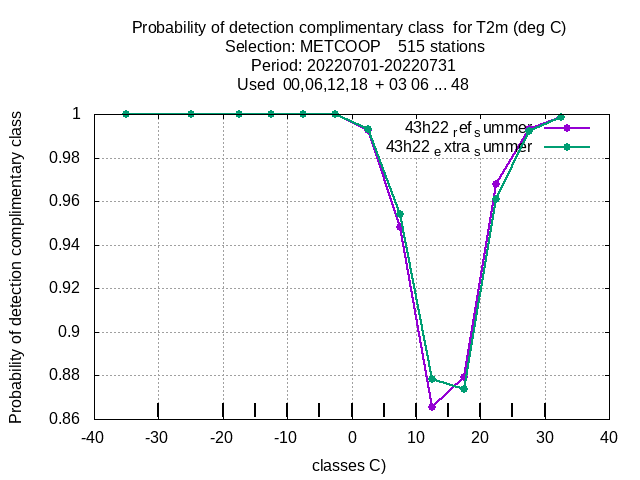 Probability of detection complimentary class  for T2m (deg C)
Selection: METCOOP    515 stations
Period: 20220701-20220731
Used  00,06,12,18  + 03 06 ... 48
Probability of detection complimentary class
1
0.98
0.96
0.94
0.92
0.9
0.88
0.86
43h22 ref summer
43h22 extra summer
-40 -30 -20 -10 0 10 20 30 40
classes C)